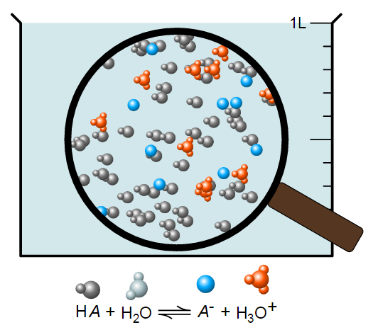 1L
HA + H₂O ⇌ A⁻ + H₃O⁺